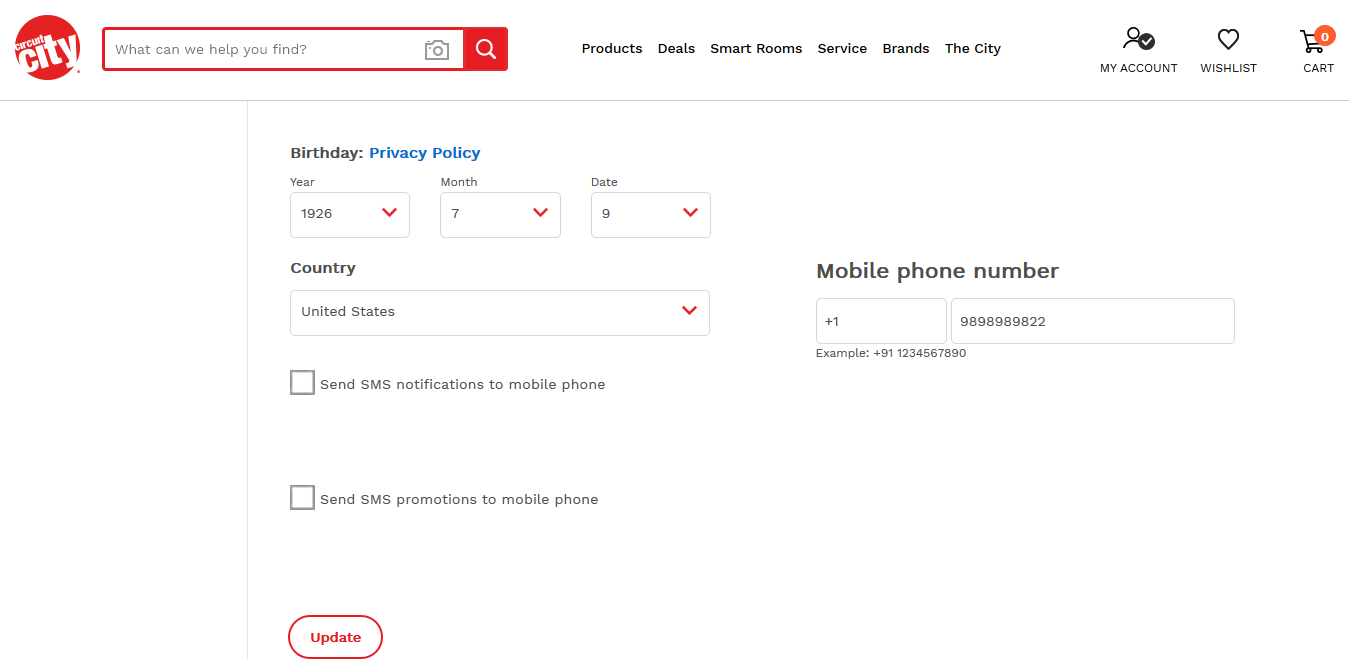 circuit
city
What can we help you find?
Products Deals Smart Rooms Service Brands The City
MY ACCOUNT
WISHLIST
0
CART
Birthday: Privacy Policy
Year Month Date
1926 7 9
Country
United States
Mobile phone number
+1 9898989822
Example: +91 1234567890
Send SMS notifications to mobile phone
Send SMS promotions to mobile phone
Update